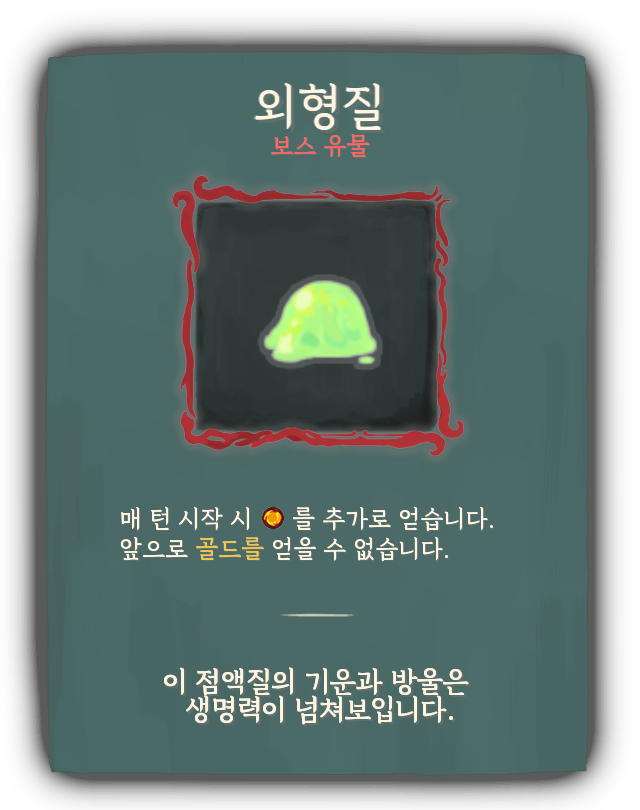 외형질
보스 유물
매 턴 시작 시 를 추가로 얻습니다.
앞으로 골드를 얻을 수 없습니다.
이 점액질의 기운과 방울은
생명력이 넘쳐보입니다.